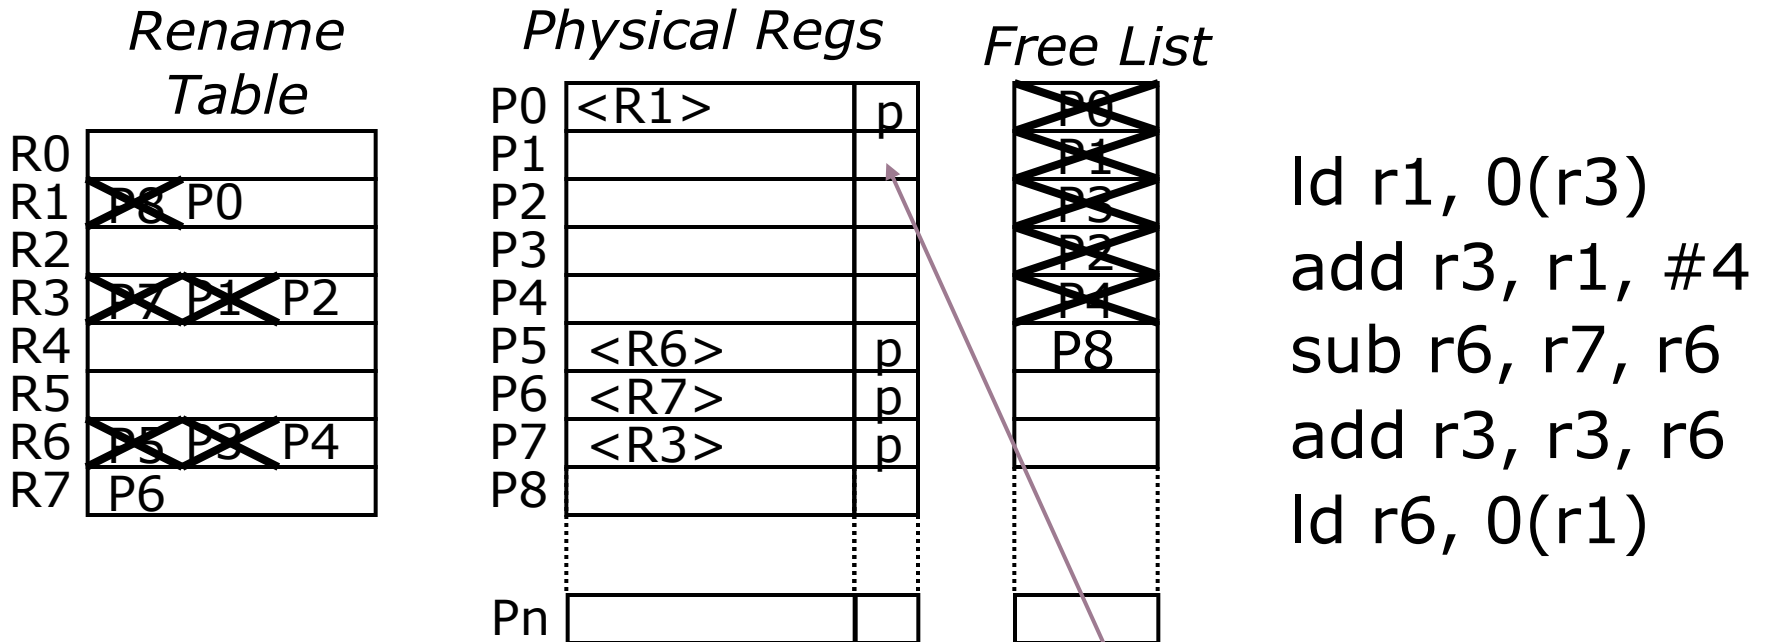 Rename
Table
R0
R1 P8 P0
R2
R3 P7 P1 P2
R4
R5
R6 P5 P3 P4
R7 P6
Physical Regs
P0 <R1> p
P1
P2
P3
P4
P5 <R6> p
P6 <R7> p
P7 <R3> p
P8
Pn
Free List
P0
P1
P3
P2
P4
P8
ld r1, 0(r3)
add r3, r1, #4
sub r6, r7, r6
add r3, r3, r6
ld r6, 0(r1)